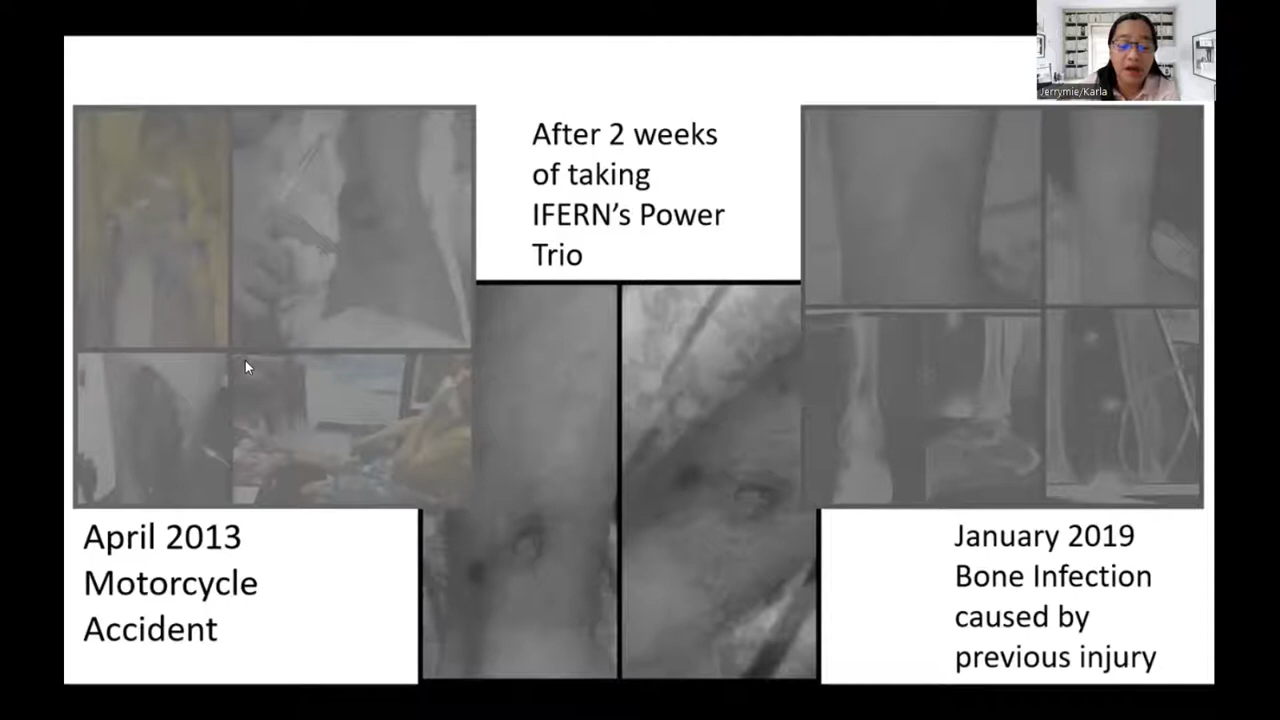 Jerrymie/Karla
After 2 weeks
of taking
IFERN's Power
Trio
April 2013
Motorcycle
Accident
January 2019
Bone Infection
caused by
previous injury